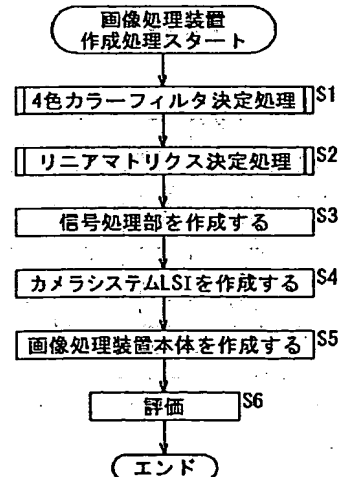 画像処理装置
作成処理スタート
4色カラーフィルタ決定処理 S1
リニアマトリクス決定処理 S2
信号処理部を作成する S3
カメラシステムLSIを作成する S4
画像処理装置本体を作成する S5
評価 S6
エンド